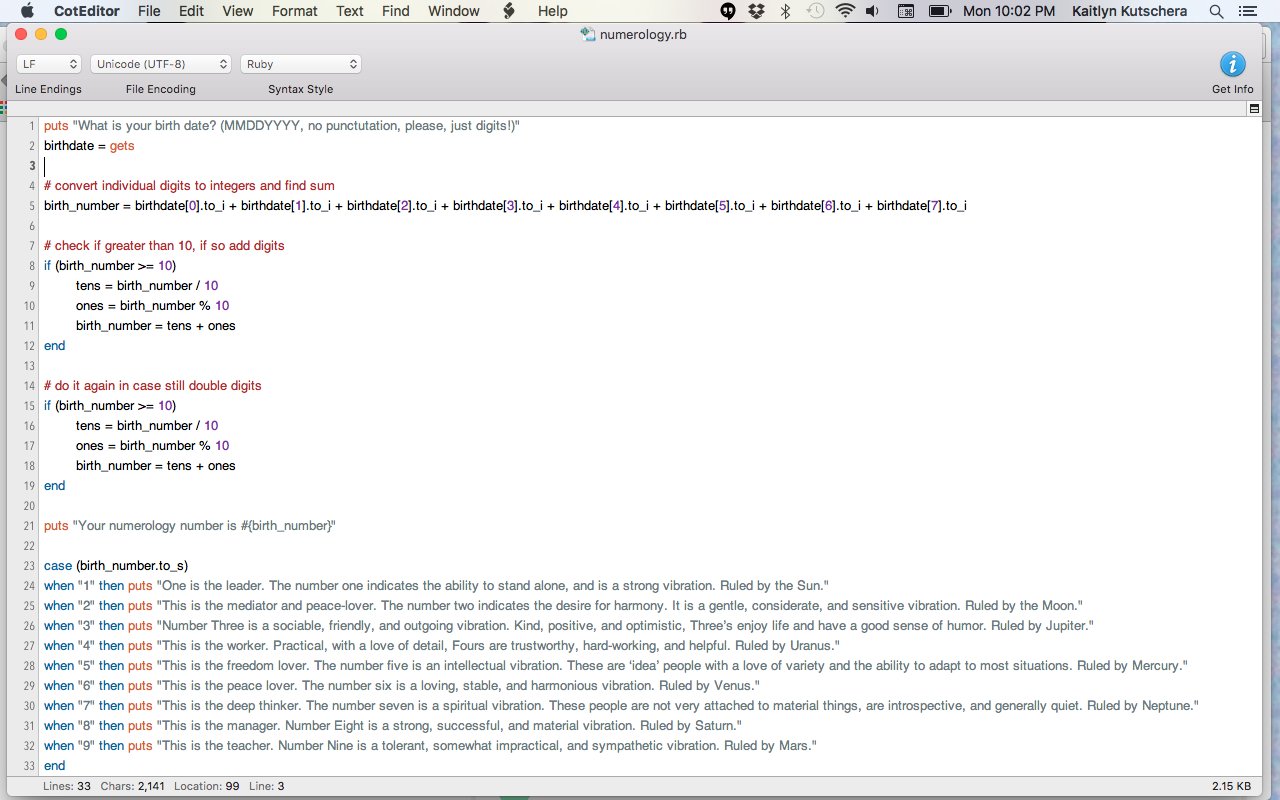 CotEditor File Edit View Format Text Find Window Help Mon 10:02 PM Kaitlyn Kutschera
numerology.rb
LF Unicode (UTF-8) Ruby
Line Endings File Encoding Syntax Style Get Info
1 puts "What is your birth date? (MMDDYYYY, no punctutation, please, just digits!)"
2 birthdate = gets
3
4 # convert individual digits to integers and find sum
5 birth_number = birthdate[0].to_i + birthdate[1].to_i + birthdate[2].to_i + birthdate[3].to_i + birthdate[4].to_i + birthdate[5].to_i + birthdate[6].to_i + birthdate[7].to_i
6
7 # check if greater than 10, if so add digits
8 if (birth_number >= 10)
9 tens = birth_number / 10
10 ones = birth_number % 10
11 birth_number = tens + ones
12 end
13
14 # do it again in case still double digits
15 if (birth_number >= 10)
16 tens = birth_number / 10
17 ones = birth_number % 10
18 birth_number = tens + ones
19 end
20
21 puts "Your numerology number is #{birth_number}"
22
23 case (birth_number.to_s)
24 when "1" then puts "One is the leader. The number one indicates the ability to stand alone, and is a strong vibration. Ruled by the Sun."
25 when "2" then puts "This is the mediator and peace-lover. The number two indicates the desire for harmony. It is a gentle, considerate, and sensitive vibration. Ruled by the Moon."
26 when "3" then puts "Number Three is a sociable, friendly, and outgoing vibration. Kind, positive, and optimistic, Three’s enjoy life and have a good sense of humor. Ruled by Jupiter."
27 when "4" then puts "This is the worker. Practical, with a love of detail, Fours are trustworthy, hard-working, and helpful. Ruled by Uranus."
28 when "5" then puts "This is the freedom lover. The number five is an intellectual vibration. These are ‘idea’ people with a love of variety and the ability to adapt to most situations. Ruled by Mercury."
29 when "6" then puts "This is the peace lover. The number six is a loving, stable, and harmonious vibration. Ruled by Venus."
30 when "7" then puts "This is the deep thinker. The number seven is a spiritual vibration. These people are not very attached to material things, are introspective, and generally quiet. Ruled by Neptune."
31 when "8" then puts "This is the manager. Number Eight is a strong, successful, and material vibration. Ruled by Saturn."
32 when "9" then puts "This is the teacher. Number Nine is a tolerant, somewhat impractical, and sympathetic vibration. Ruled by Mars."
33 end
Lines: 33 Chars: 2,141 Location: 99 Line: 3 2.15 KB